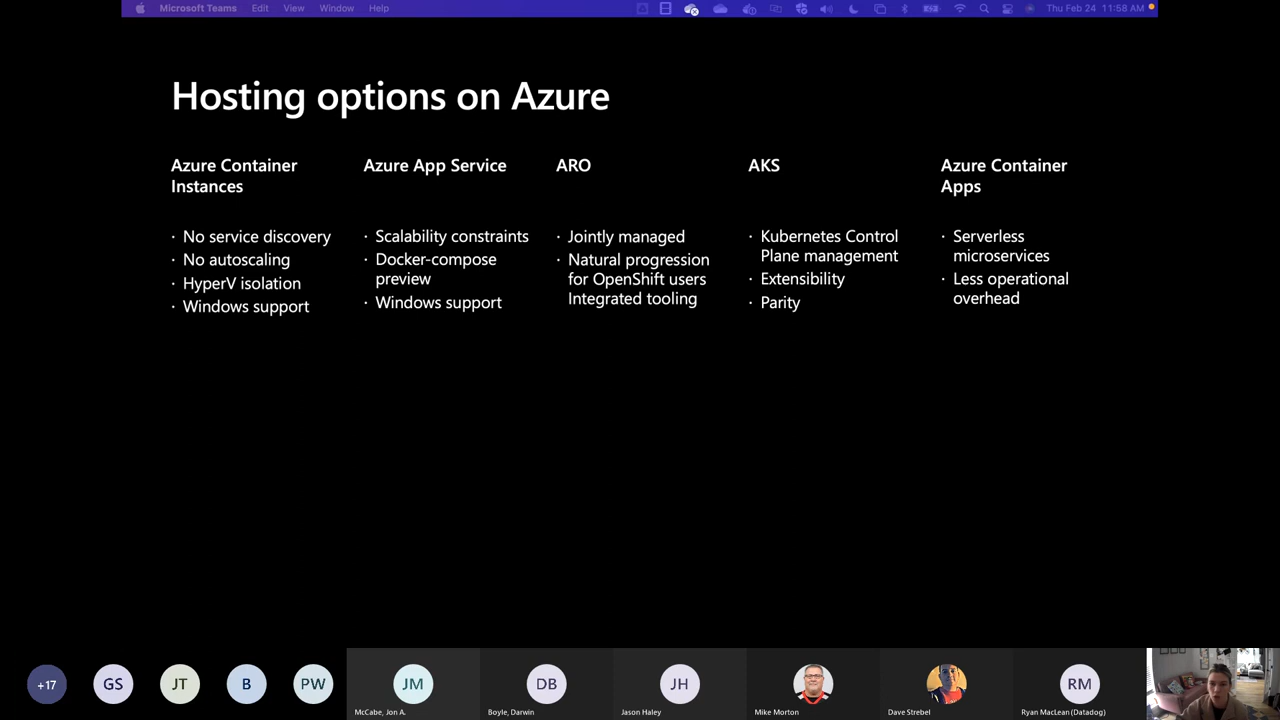 Microsoft Teams Edit View Window Help Thu Feb 24 11:58 AM
Hosting options on Azure
Azure Container
Instances
· No service discovery
· No autoscaling
· HyperV isolation
· Windows support
Azure App Service
· Scalability constraints
· Docker-compose
preview
· Windows support
ARO
· Jointly managed
· Natural progression
for OpenShift users
Integrated tooling
AKS
· Kubernetes Control
Plane management
· Extensibility
· Parity
Azure Container
Apps
· Serverless
microservices
· Less operational
overhead
+17 GS JT B PW JM DB JH RM
McCabe, Jon A. Boyle, Darwin Jason Haley Mike Morton Dave Strebel Ryan MacLean (Datadog)